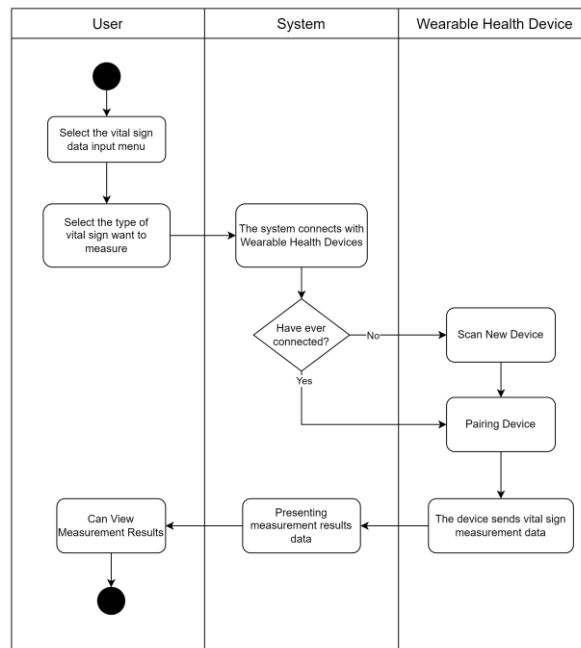 User
System
Wearable Health Device
Select the vital sign
data input menu
Select the type of
vital sign want to
measure
The system connects with
Wearable Health Devices
Have ever
connected?
No
Scan New Device
Yes
Pairing Device
Can View
Measurement Results
Presenting
measurement results
data
The device sends vital sign
measurement data